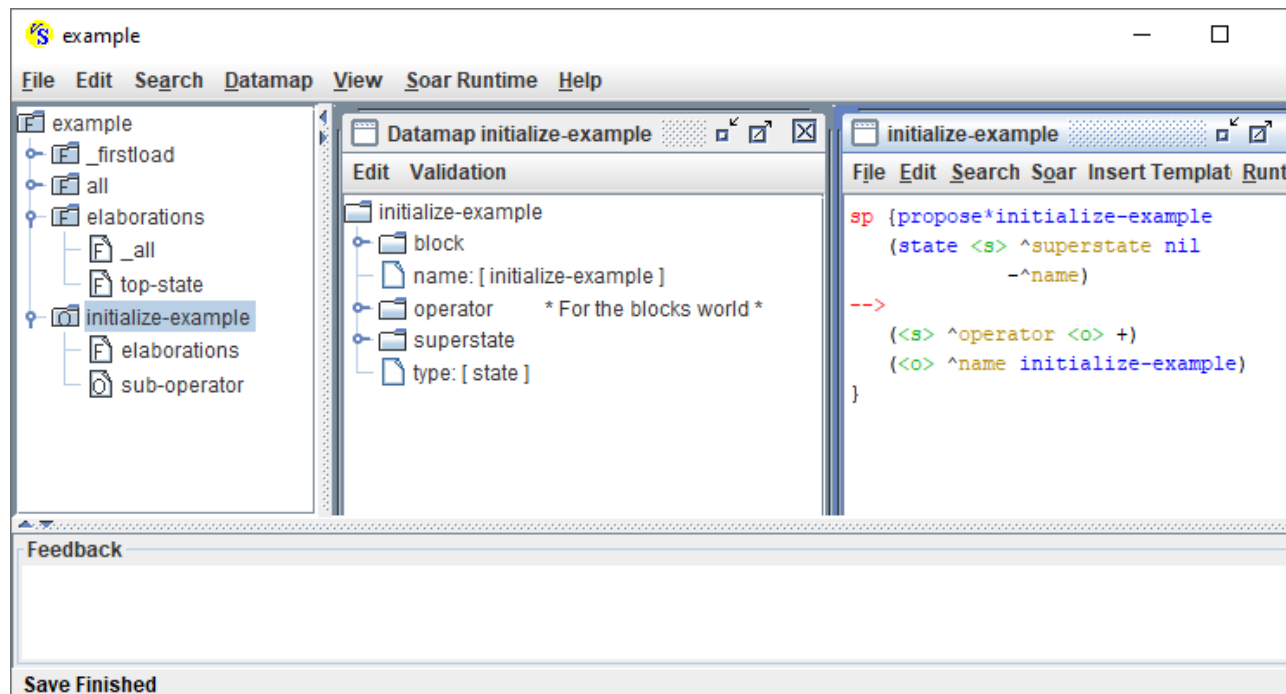 example
File Edit Search Datamap View Soar Runtime Help
example
_firstload
all
elaborations
_all
top-state
initialize-example
elaborations
sub-operator
Datamap initialize-example
Edit Validation
initialize-example
block
name: [ initialize-example ]
operator * For the blocks world *
superstate
type: [ state ]
initialize-example
File Edit Search Soar Insert Templat Runt
sp {propose*initialize-example
(state <s> ^superstate nil
-^name)
-->
(<s> ^operator <o> +)
(<o> ^name initialize-example)
}
Feedback
Save Finished